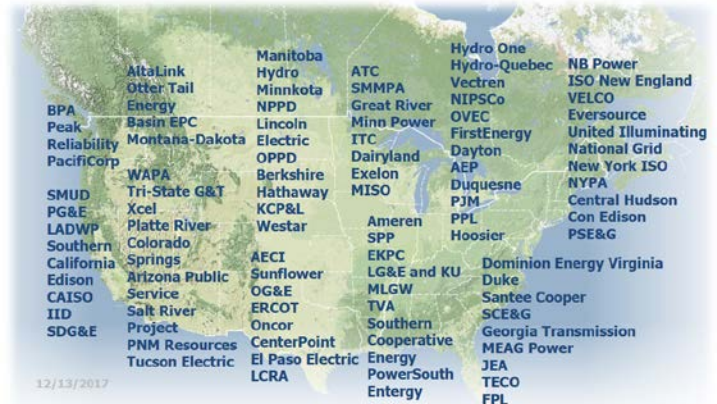 BPA
Peak
Reliability
PacifiCorp
SMUD
PG&E
LADWP
Southern
California
Edison
CAISO
IID
SDG&E
AltaLink
Otter Tail
Energy
Basin EPC
Montana-Dakota
WAPA
Tri-State G&T
Xcel
Platte River
Colorado
Springs
Arizona Public
Service
Salt River
Project
PNM Resources
Tucson Electric
Manitoba
Hydro
Minnkota
NPPD
Lincoln
Electric
OPPD
Berkshire
Hathaway
KCP&L
Westar
AECI
Sunflower
OG&E
ERCOT
Oncor
CenterPoint
El Paso Electric
LCRA
ATC
SMMPA
Great River
Minn Power
ITC
Dairyland
Exelon
MISO
Ameren
SPP
EKPC
LG&E and KU
MLGW
TVA
Southern
Cooperative
Energy
PowerSouth
Entergy
Hydro One
Hydro-Quebec
Vectren
NIPSCo
OVEC
FirstEnergy
Dayton
AEP
Duquesne
PJM
PPL
Hoosier
NB Power
ISO New England
VELCO
Eversource
United Illuminating
National Grid
New York ISO
NYPA
Central Hudson
Con Edison
PSE&G
Dominion Energy Virginia
Duke
Santee Cooper
SCE&G
Georgia Transmission
MEAG Power
JEA
TECO
FPL
12/13/2017